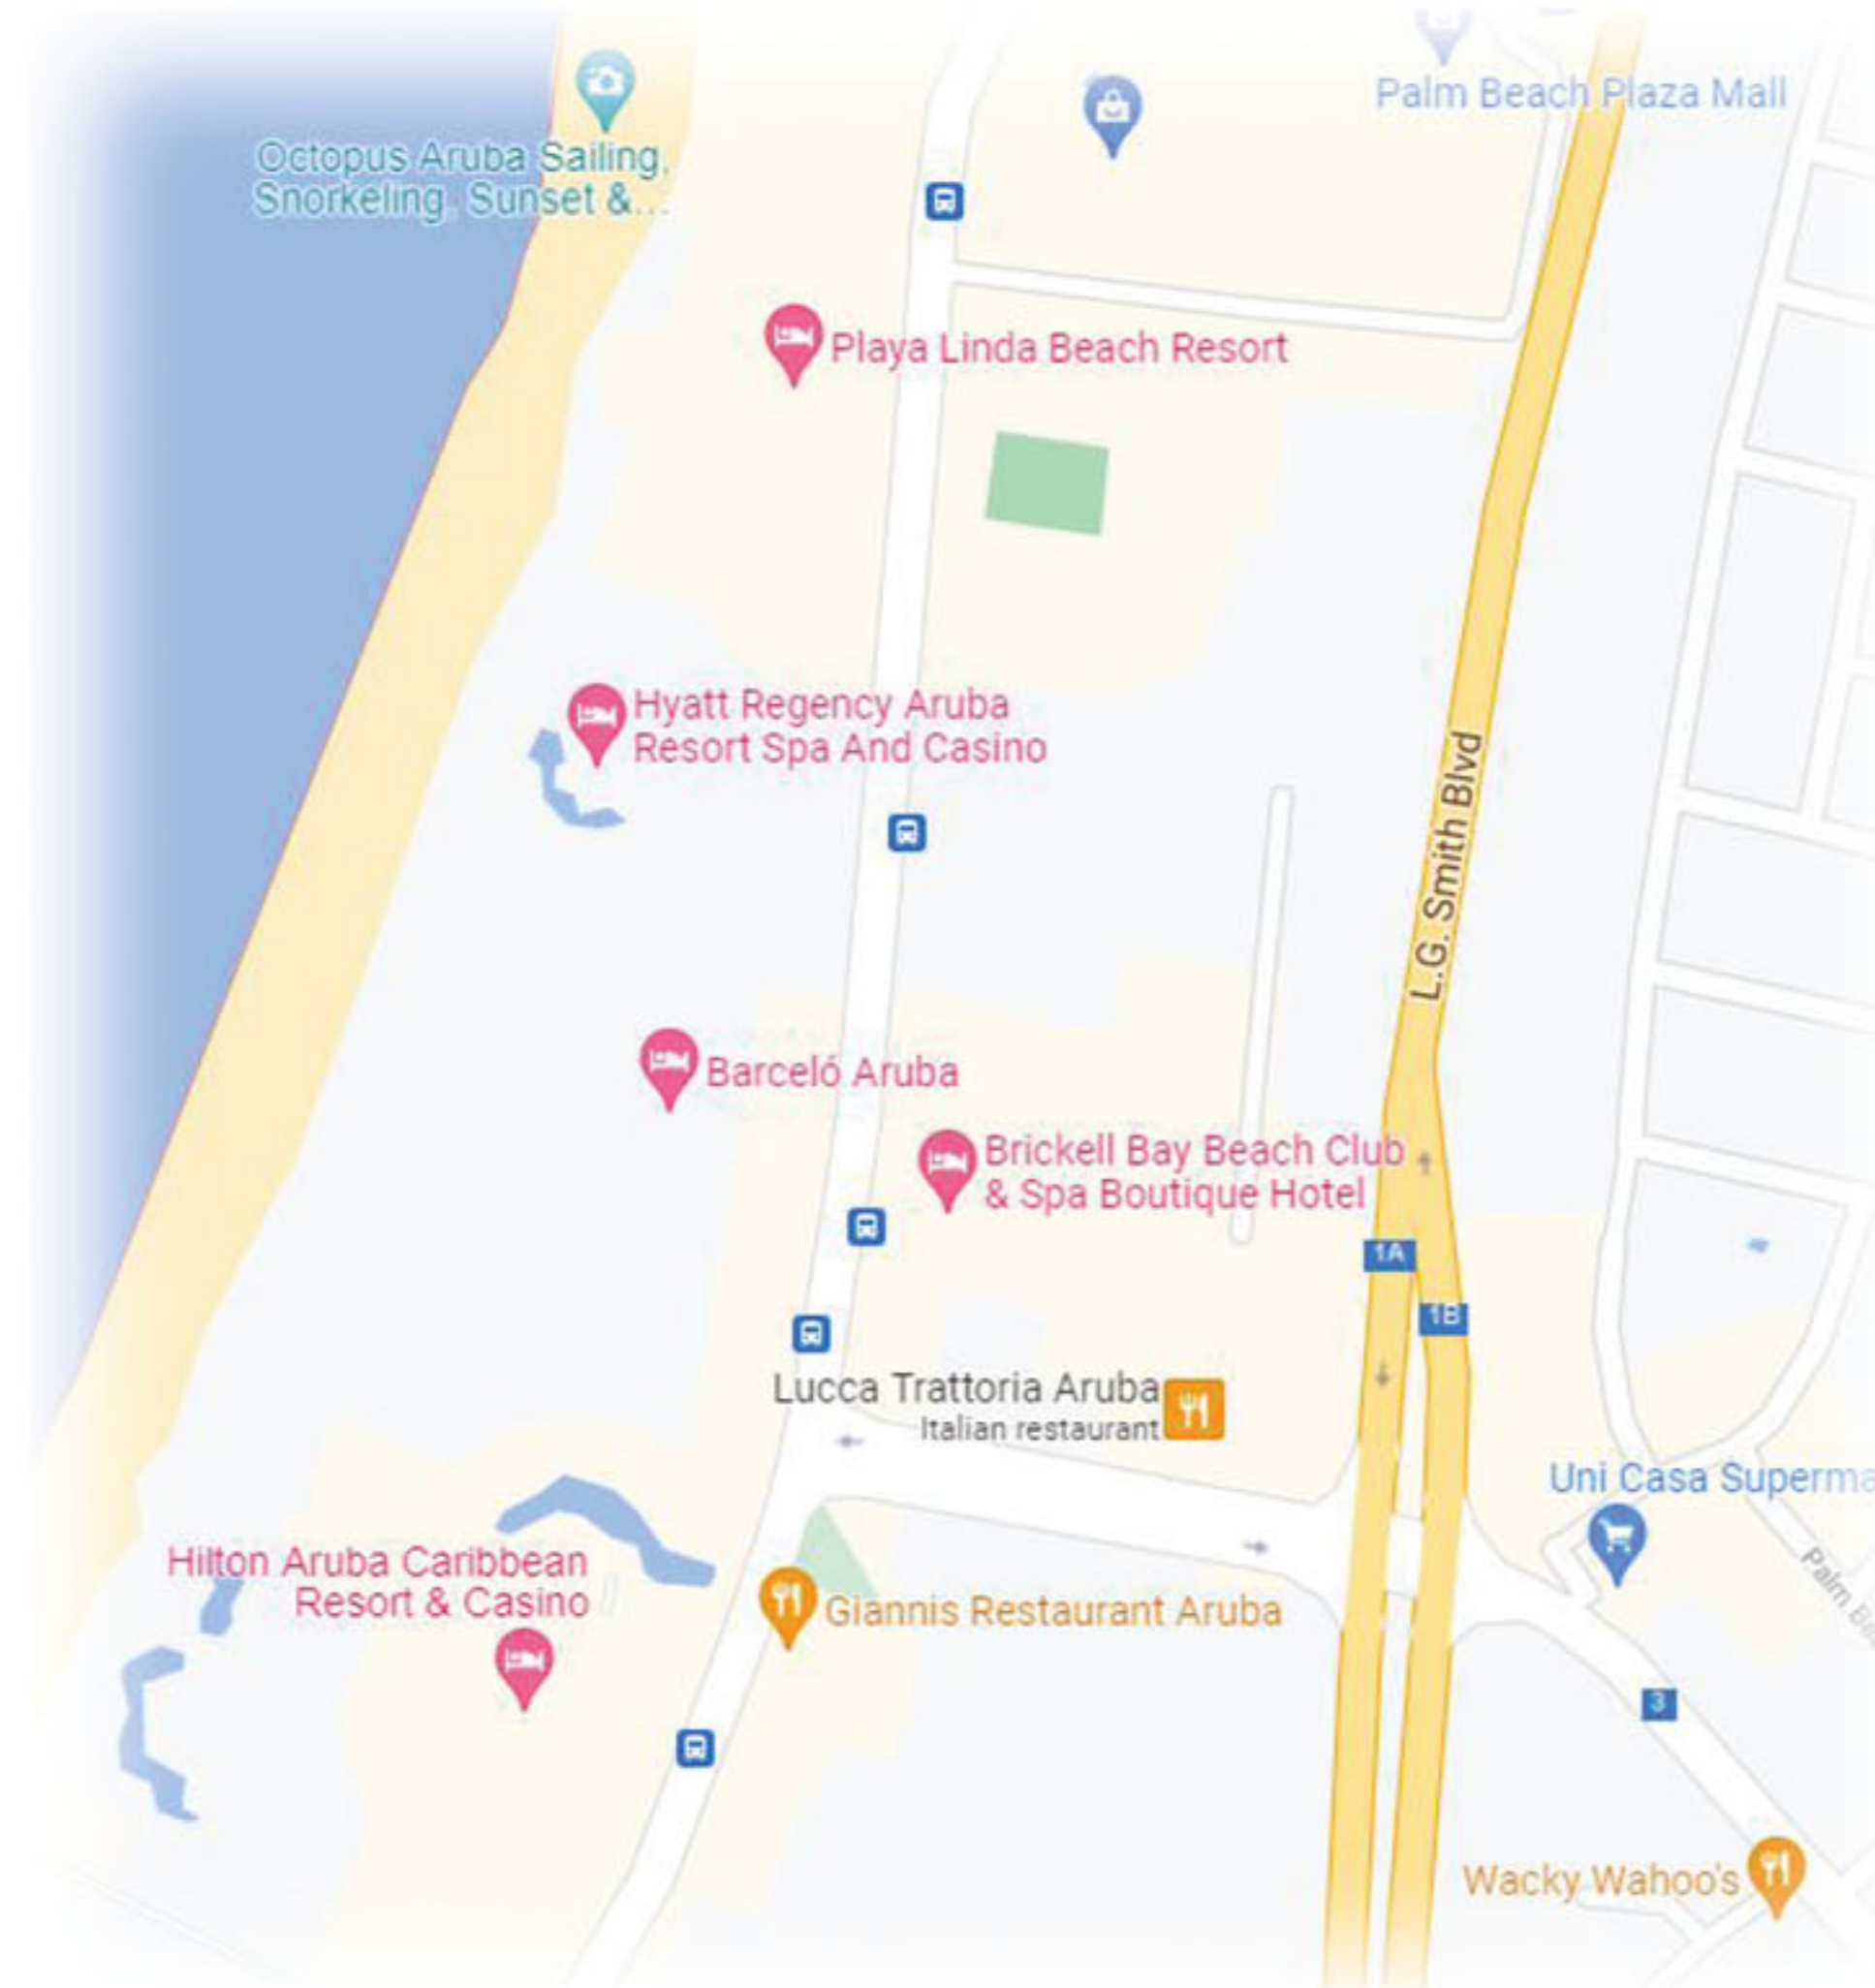 Palm Beach Plaza Mall
Octopus Aruba Sailing,
Snorkeling, Sunset &...
Playa Linda Beach Resort
Hyatt Regency Aruba
Resort Spa And Casino
L.G. Smith Blvd
Barceló Aruba
Brickell Bay Beach Club
& Spa Boutique Hotel
1A
1B
Lucca Trattoria Aruba
Italian restaurant
Uni Casa Superma
Hilton Aruba Caribbean
Resort & Casino
Giannis Restaurant Aruba
Palm
3
Wacky Wahoo's